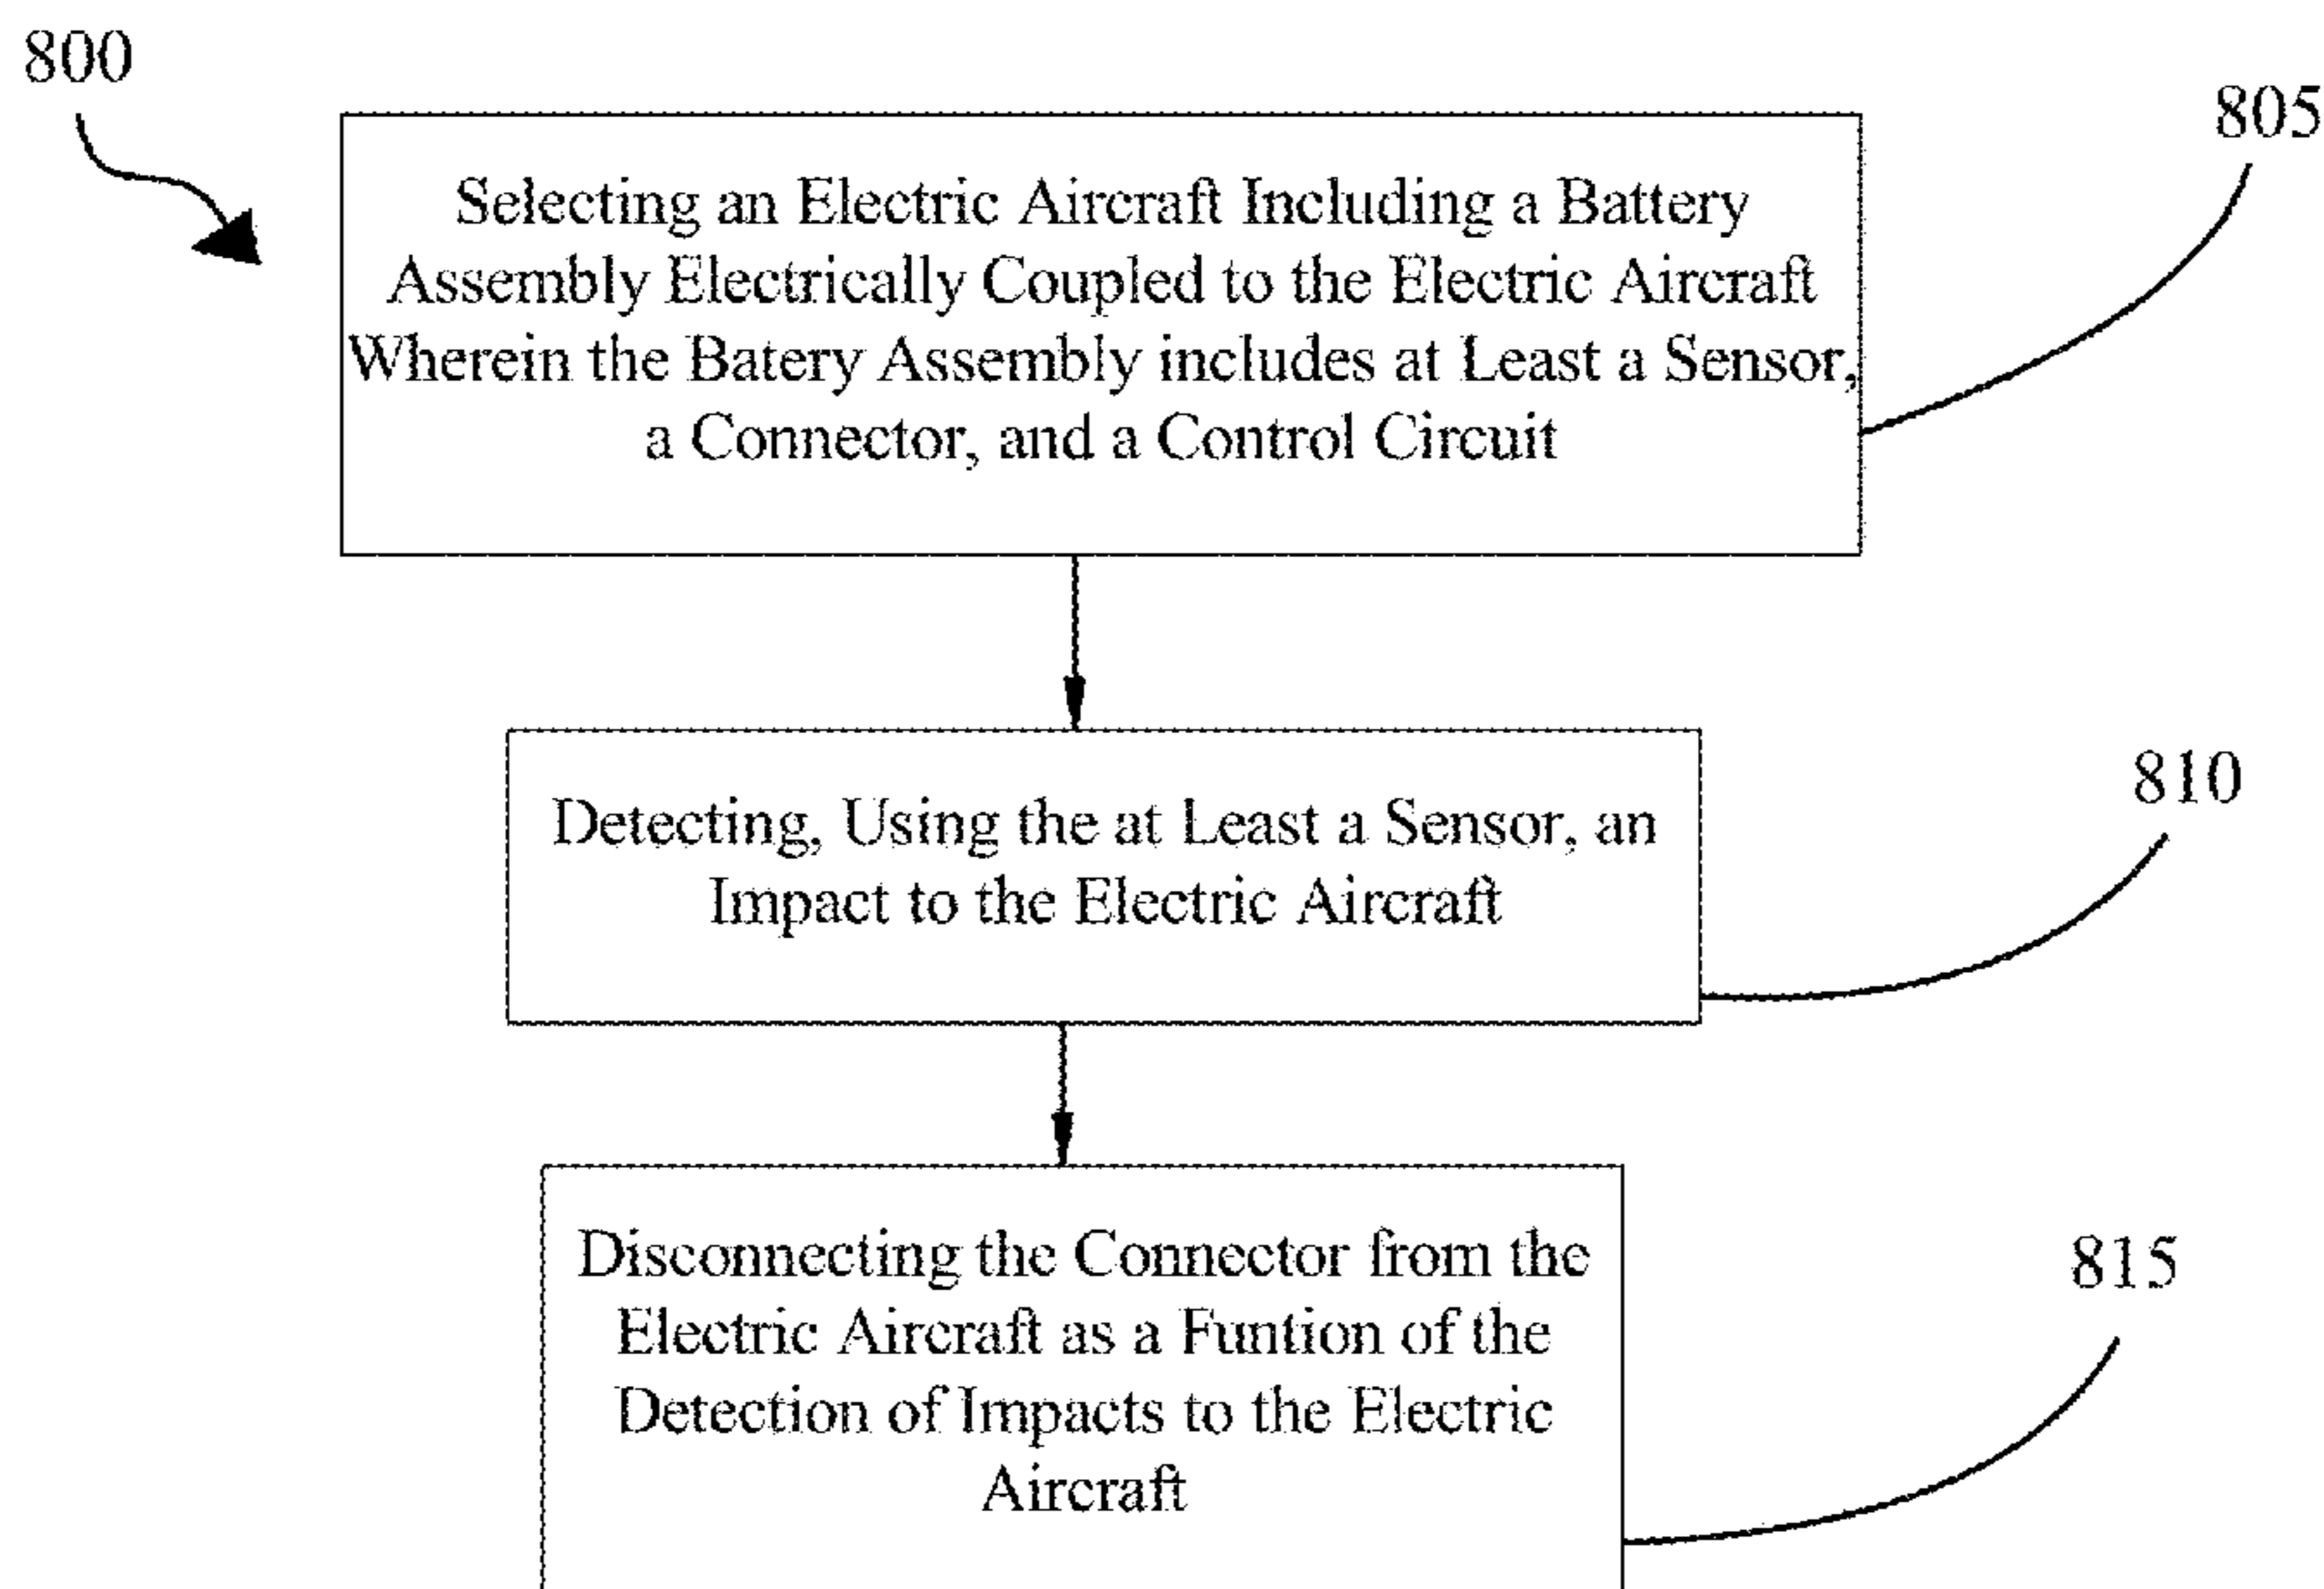 800
805
Selecting an Electric Aircraft Including a Battery
Assembly Electrically Coupled to the Electric Aircraft
Wherein the Batery Assembly includes at Least a Sensor,
a Connector, and a Control Circuit
810
Detecting, Using the at Least a Sensor, an
Impact to the Electric Aircraft
815
Disconnecting the Connector from the
Electric Aircraft as a Funtion of the
Detection of Impacts to the Electric
Aircraft